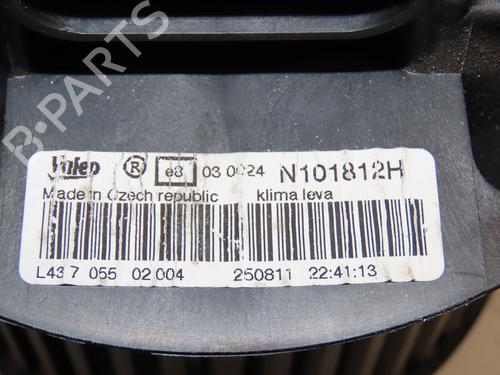 B-PARTS
Valeo ® e8 03 0024 N101812H
Made in Czech republic klima leva
L43 7 055 02 004 250811 22:41:13